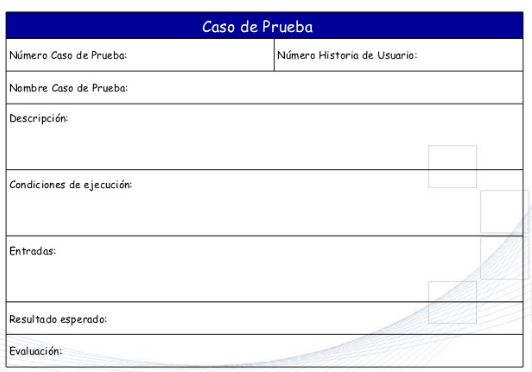 Caso de Prueba
Número Caso de Prueba: Número Historia de Usuario:
Nombre Caso de Prueba:
Descripción:
Condiciones de ejecución:
Entradas:
Resultado esperado:
Evaluación: